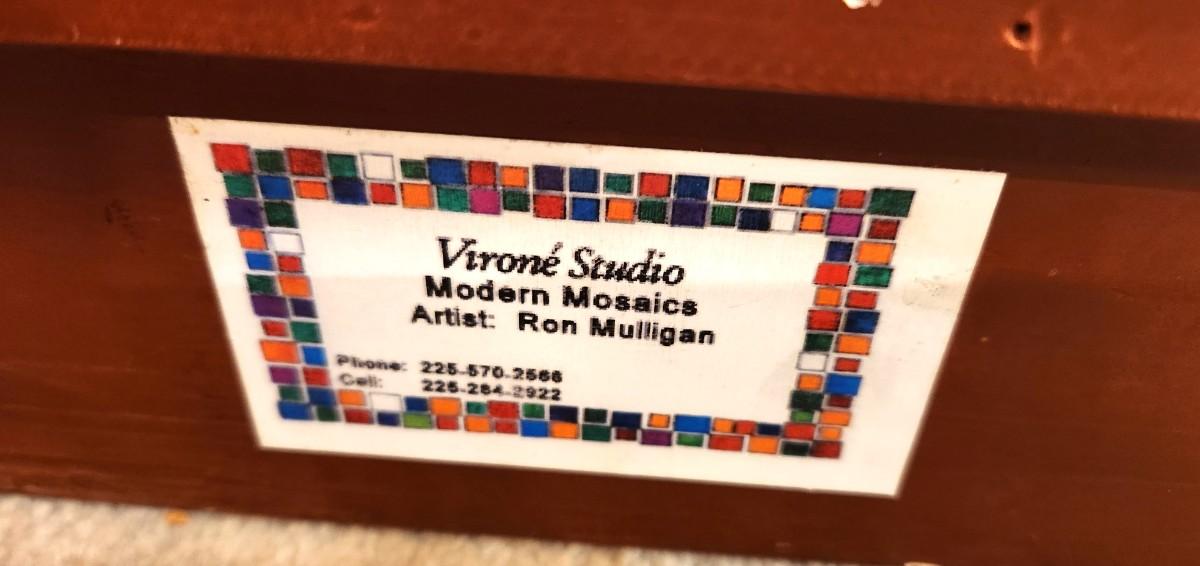 Vironé Studio
Modern Mosaics
Artist: Ron Mulligan
Phone: 225-570-2566
Cell: 225-284-2922